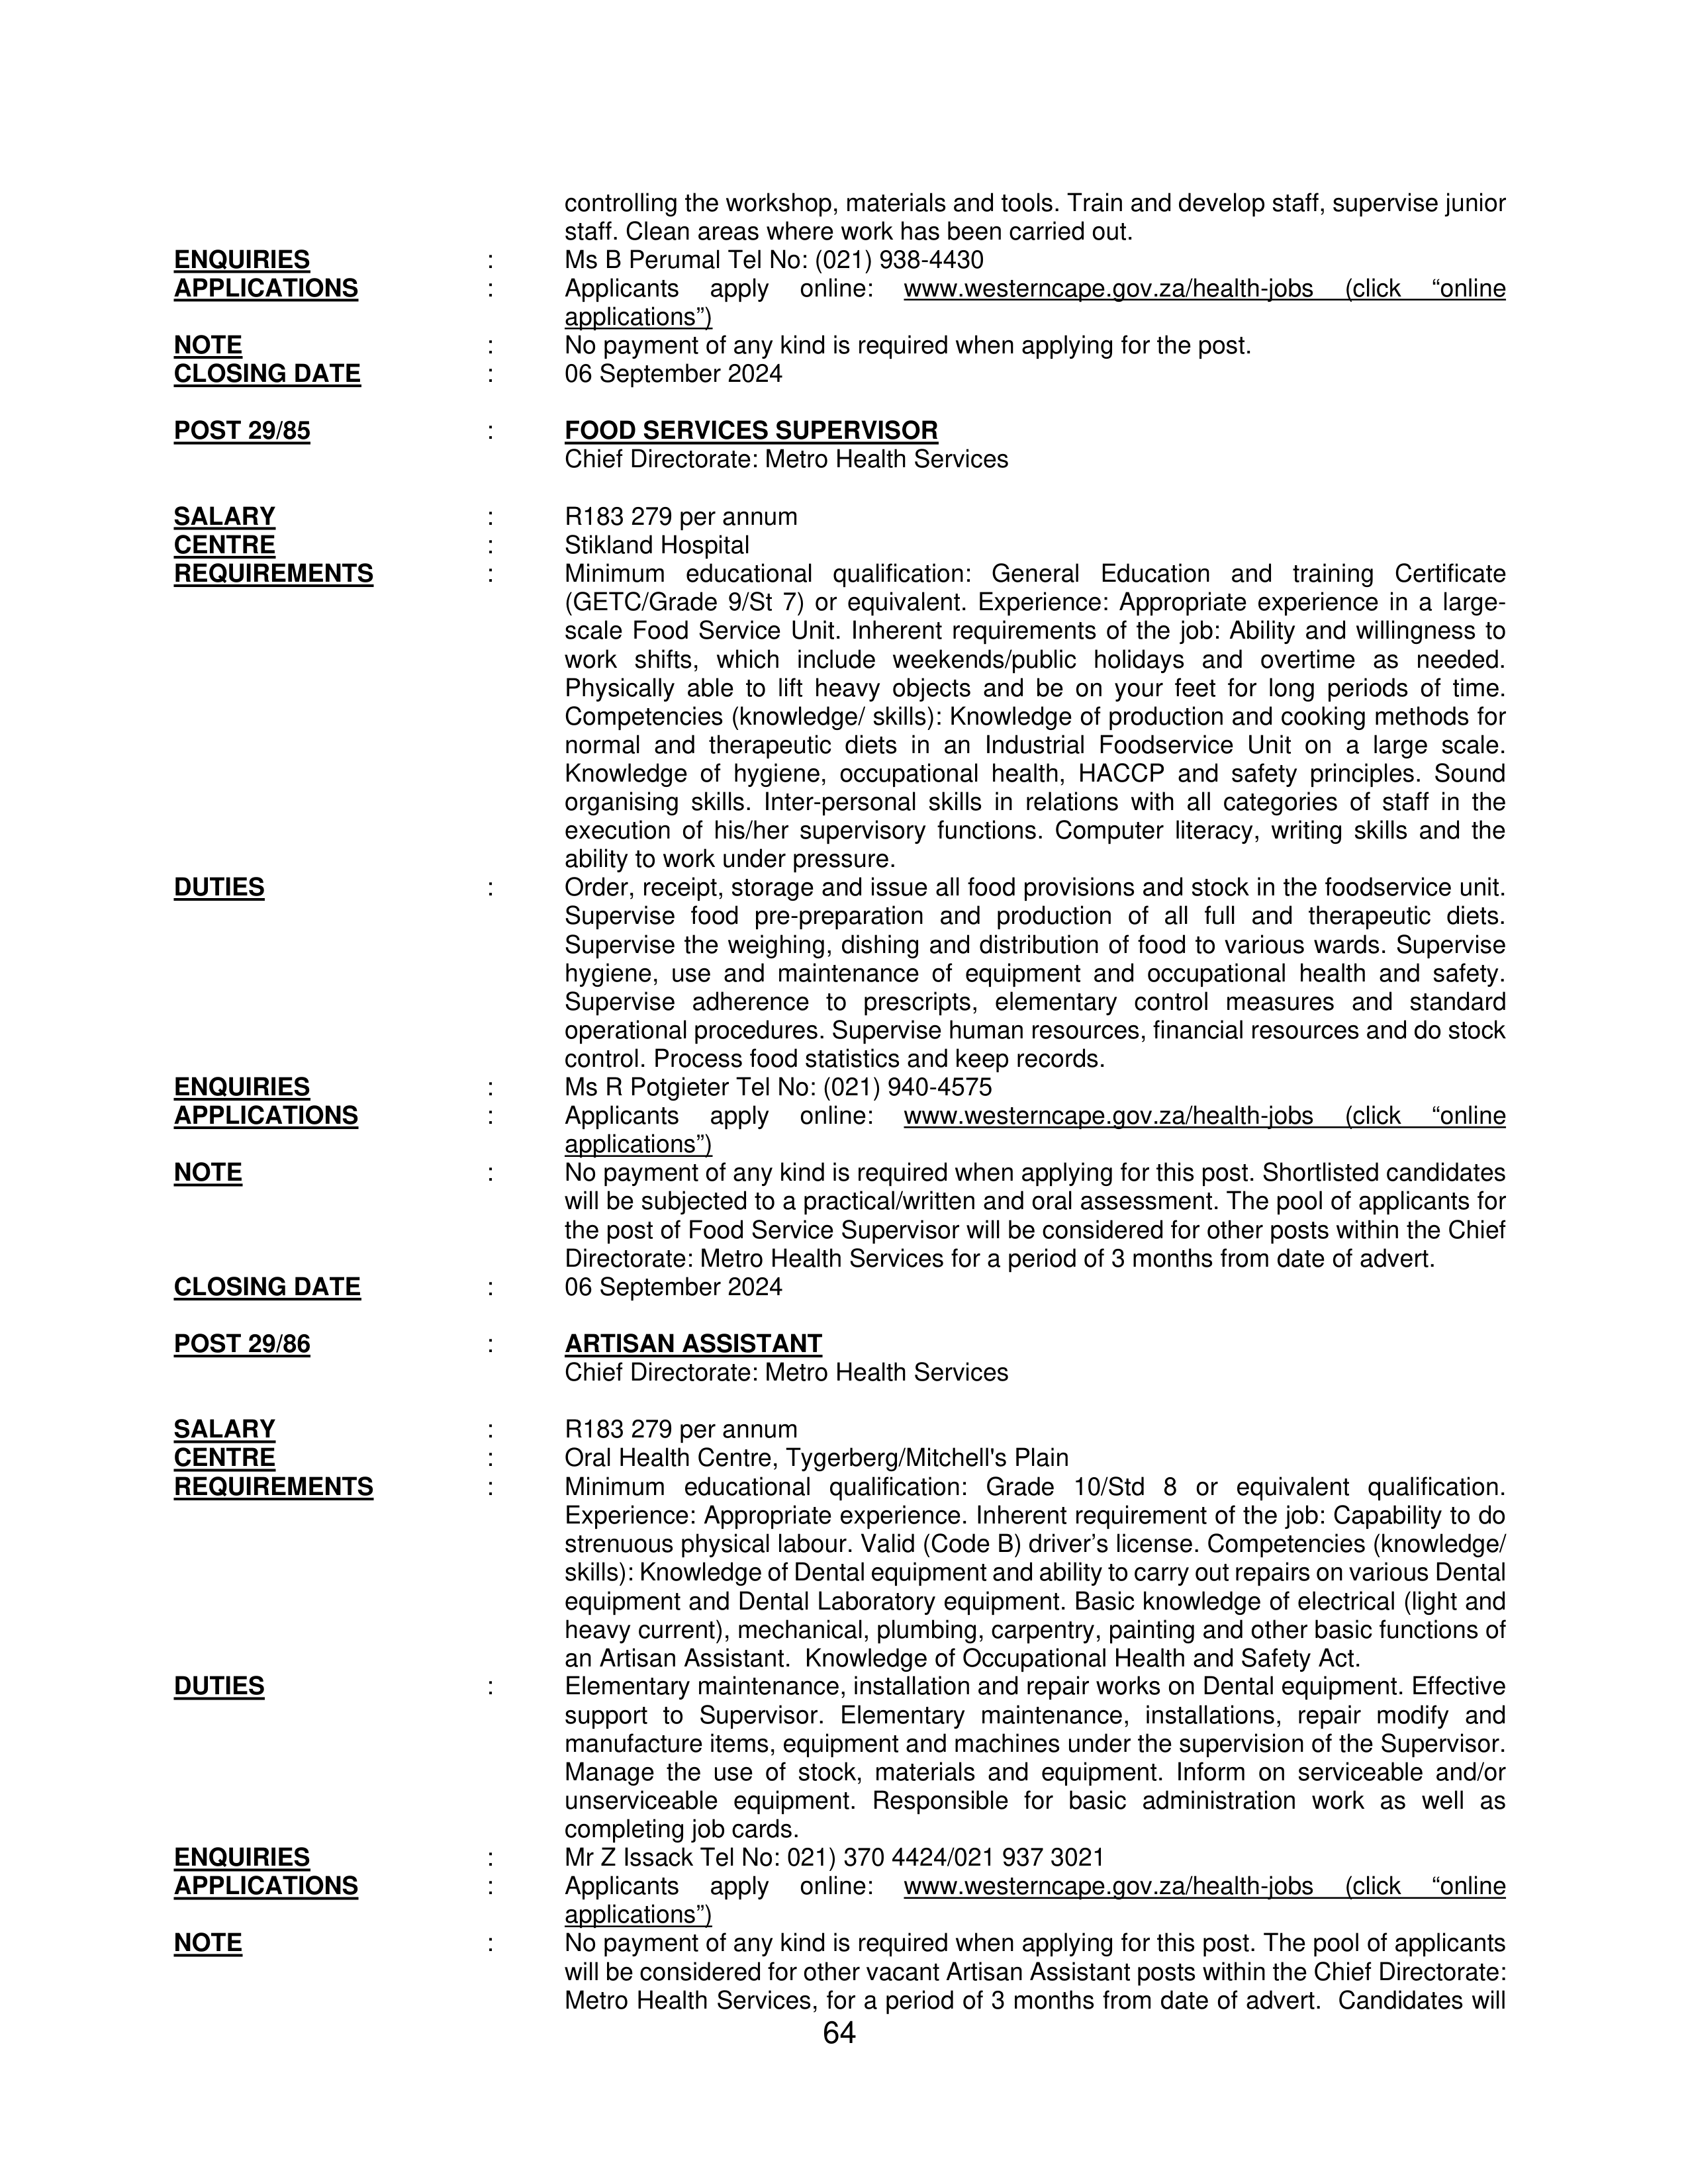 controlling the workshop, materials and tools. Train and develop staff, supervise junior
staff. Clean areas where work has been carried out.
ENQUIRIES : Ms B Perumal Tel No: (021) 938-4430
APPLICATIONS : Applicants apply online: www.westerncape.gov.za/health-jobs (click “online
applications”)
NOTE : No payment of any kind is required when applying for the post.
CLOSING DATE : 06 September 2024
POST 29/85 : FOOD SERVICES SUPERVISOR
Chief Directorate: Metro Health Services
SALARY : R183 279 per annum
CENTRE : Stikland Hospital
REQUIREMENTS : Minimum educational qualification: General Education and training Certificate
(GETC/Grade 9/St 7) or equivalent. Experience: Appropriate experience in a large-
scale Food Service Unit. Inherent requirements of the job: Ability and willingness to
work shifts, which include weekends/public holidays and overtime as needed.
Physically able to lift heavy objects and be on your feet for long periods of time.
Competencies (knowledge/ skills): Knowledge of production and cooking methods for
normal and therapeutic diets in an Industrial Foodservice Unit on a large scale.
Knowledge of hygiene, occupational health, HACCP and safety principles. Sound
organising skills. Inter-personal skills in relations with all categories of staff in the
execution of his/her supervisory functions. Computer literacy, writing skills and the
ability to work under pressure.
DUTIES : Order, receipt, storage and issue all food provisions and stock in the foodservice unit.
Supervise food pre-preparation and production of all full and therapeutic diets.
Supervise the weighing, dishing and distribution of food to various wards. Supervise
hygiene, use and maintenance of equipment and occupational health and safety.
Supervise adherence to prescripts, elementary control measures and standard
operational procedures. Supervise human resources, financial resources and do stock
control. Process food statistics and keep records.
ENQUIRIES : Ms R Potgieter Tel No: (021) 940-4575
APPLICATIONS : Applicants apply online: www.westerncape.gov.za/health-jobs (click “online
applications”)
NOTE : No payment of any kind is required when applying for this post. Shortlisted candidates
will be subjected to a practical/written and oral assessment. The pool of applicants for
the post of Food Service Supervisor will be considered for other posts within the Chief
Directorate: Metro Health Services for a period of 3 months from date of advert.
CLOSING DATE : 06 September 2024
POST 29/86 : ARTISAN ASSISTANT
Chief Directorate: Metro Health Services
SALARY : R183 279 per annum
CENTRE : Oral Health Centre, Tygerberg/Mitchell's Plain
REQUIREMENTS : Minimum educational qualification: Grade 10/Std 8 or equivalent qualification.
Experience: Appropriate experience. Inherent requirement of the job: Capability to do
strenuous physical labour. Valid (Code B) driver’s license. Competencies (knowledge/
skills): Knowledge of Dental equipment and ability to carry out repairs on various Dental
equipment and Dental Laboratory equipment. Basic knowledge of electrical (light and
heavy current), mechanical, plumbing, carpentry, painting and other basic functions of
an Artisan Assistant. Knowledge of Occupational Health and Safety Act.
DUTIES : Elementary maintenance, installation and repair works on Dental equipment. Effective
support to Supervisor. Elementary maintenance, installations, repair modify and
manufacture items, equipment and machines under the supervision of the Supervisor.
Manage the use of stock, materials and equipment. Inform on serviceable and/or
unserviceable equipment. Responsible for basic administration work as well as
completing job cards.
ENQUIRIES : Mr Z Issack Tel No: 021) 370 4424/021 937 3021
APPLICATIONS : Applicants apply online: www.westerncape.gov.za/health-jobs (click “online
applications”)
NOTE : No payment of any kind is required when applying for this post. The pool of applicants
will be considered for other vacant Artisan Assistant posts within the Chief Directorate:
Metro Health Services, for a period of 3 months from date of advert. Candidates will
64